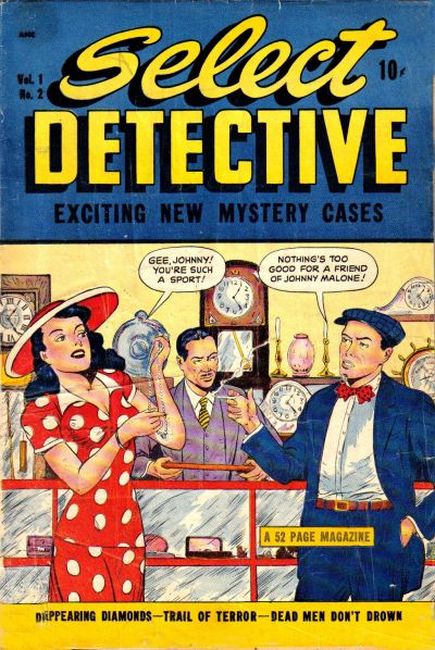 Select
10¢
Vol. 1
No. 2
DETECTIVE
EXCITING NEW MYSTERY CASES
GEE, JOHNNY!
YOU'RE SUCH
A SPORT!
NOTHING'S TOO
GOOD FOR A FRIEND
OF JOHNNY MALONE!
A 52 PAGE MAGAZINE
PPEARING DIAMONDS—TRAIL OF TERROR—DEAD MEN DON'T DROWN